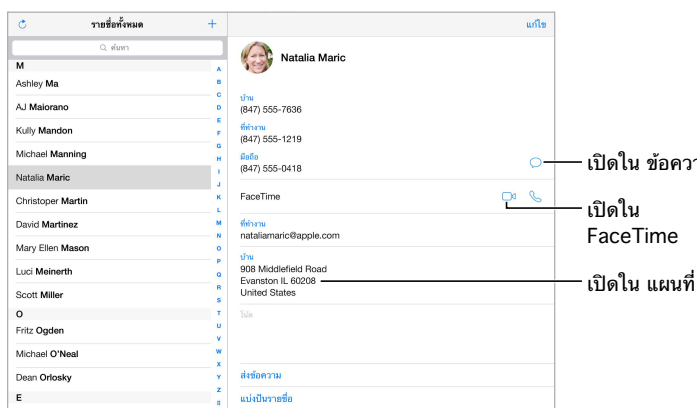 รายชื่อทั้งหมด
+
แก้ไข
ค้นหา
M
Ashley Ma
AJ Maiorano
Kully Mandon
Michael Manning
Natalia Maric
Christoper Martin
David Martinez
Mary Ellen Mason
Luci Meinerth
Scott Miller
O
Fritz Ogden
Michael O'Neal
Dean Orlosky
E
A
B
C
D
E
F
G
H
I
J
K
L
M
N
O
P
Q
R
S
T
U
V
W
X
Y
Z
Natalia Maric
บ้าน
(847) 555-7636
ที่ทำงาน
(847) 555-1219
มือถือ
(847) 555-0418
FaceTime
ที่ทำงาน
nataliamaric@apple.com
บ้าน
908 Middlefield Road
Evanston IL 60208
United States
โน้ต
ส่งข้อความ
แบ่งปันรายชื่อ
เปิดใน ข้อควา
เปิดใน
FaceTime
เปิดใน แผนที่